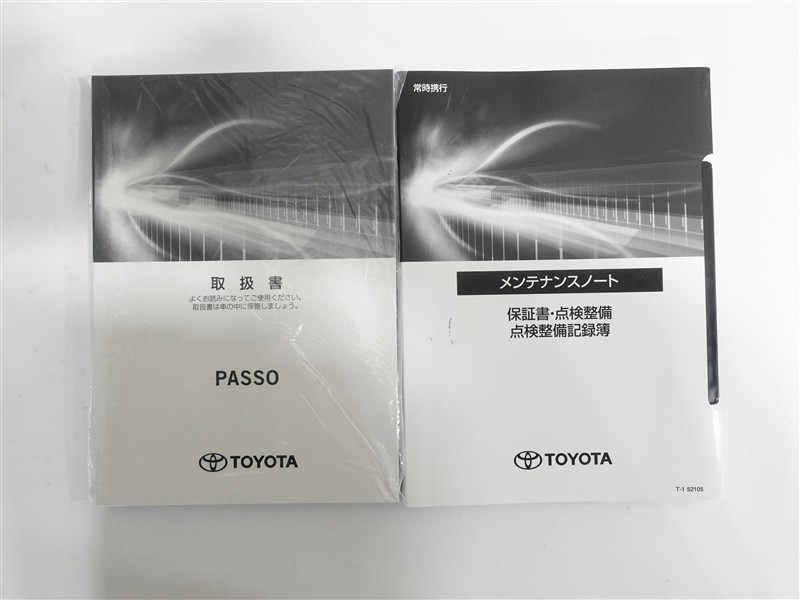 取扱書
よくお読みになってご使用ください。
取扱書は車の中に保管しましょう。
PASSO
TOYOTA
常時携行
メンテナンスノート
保証書・点検整備
点検整備記録簿
TOYOTA
T-1 52105